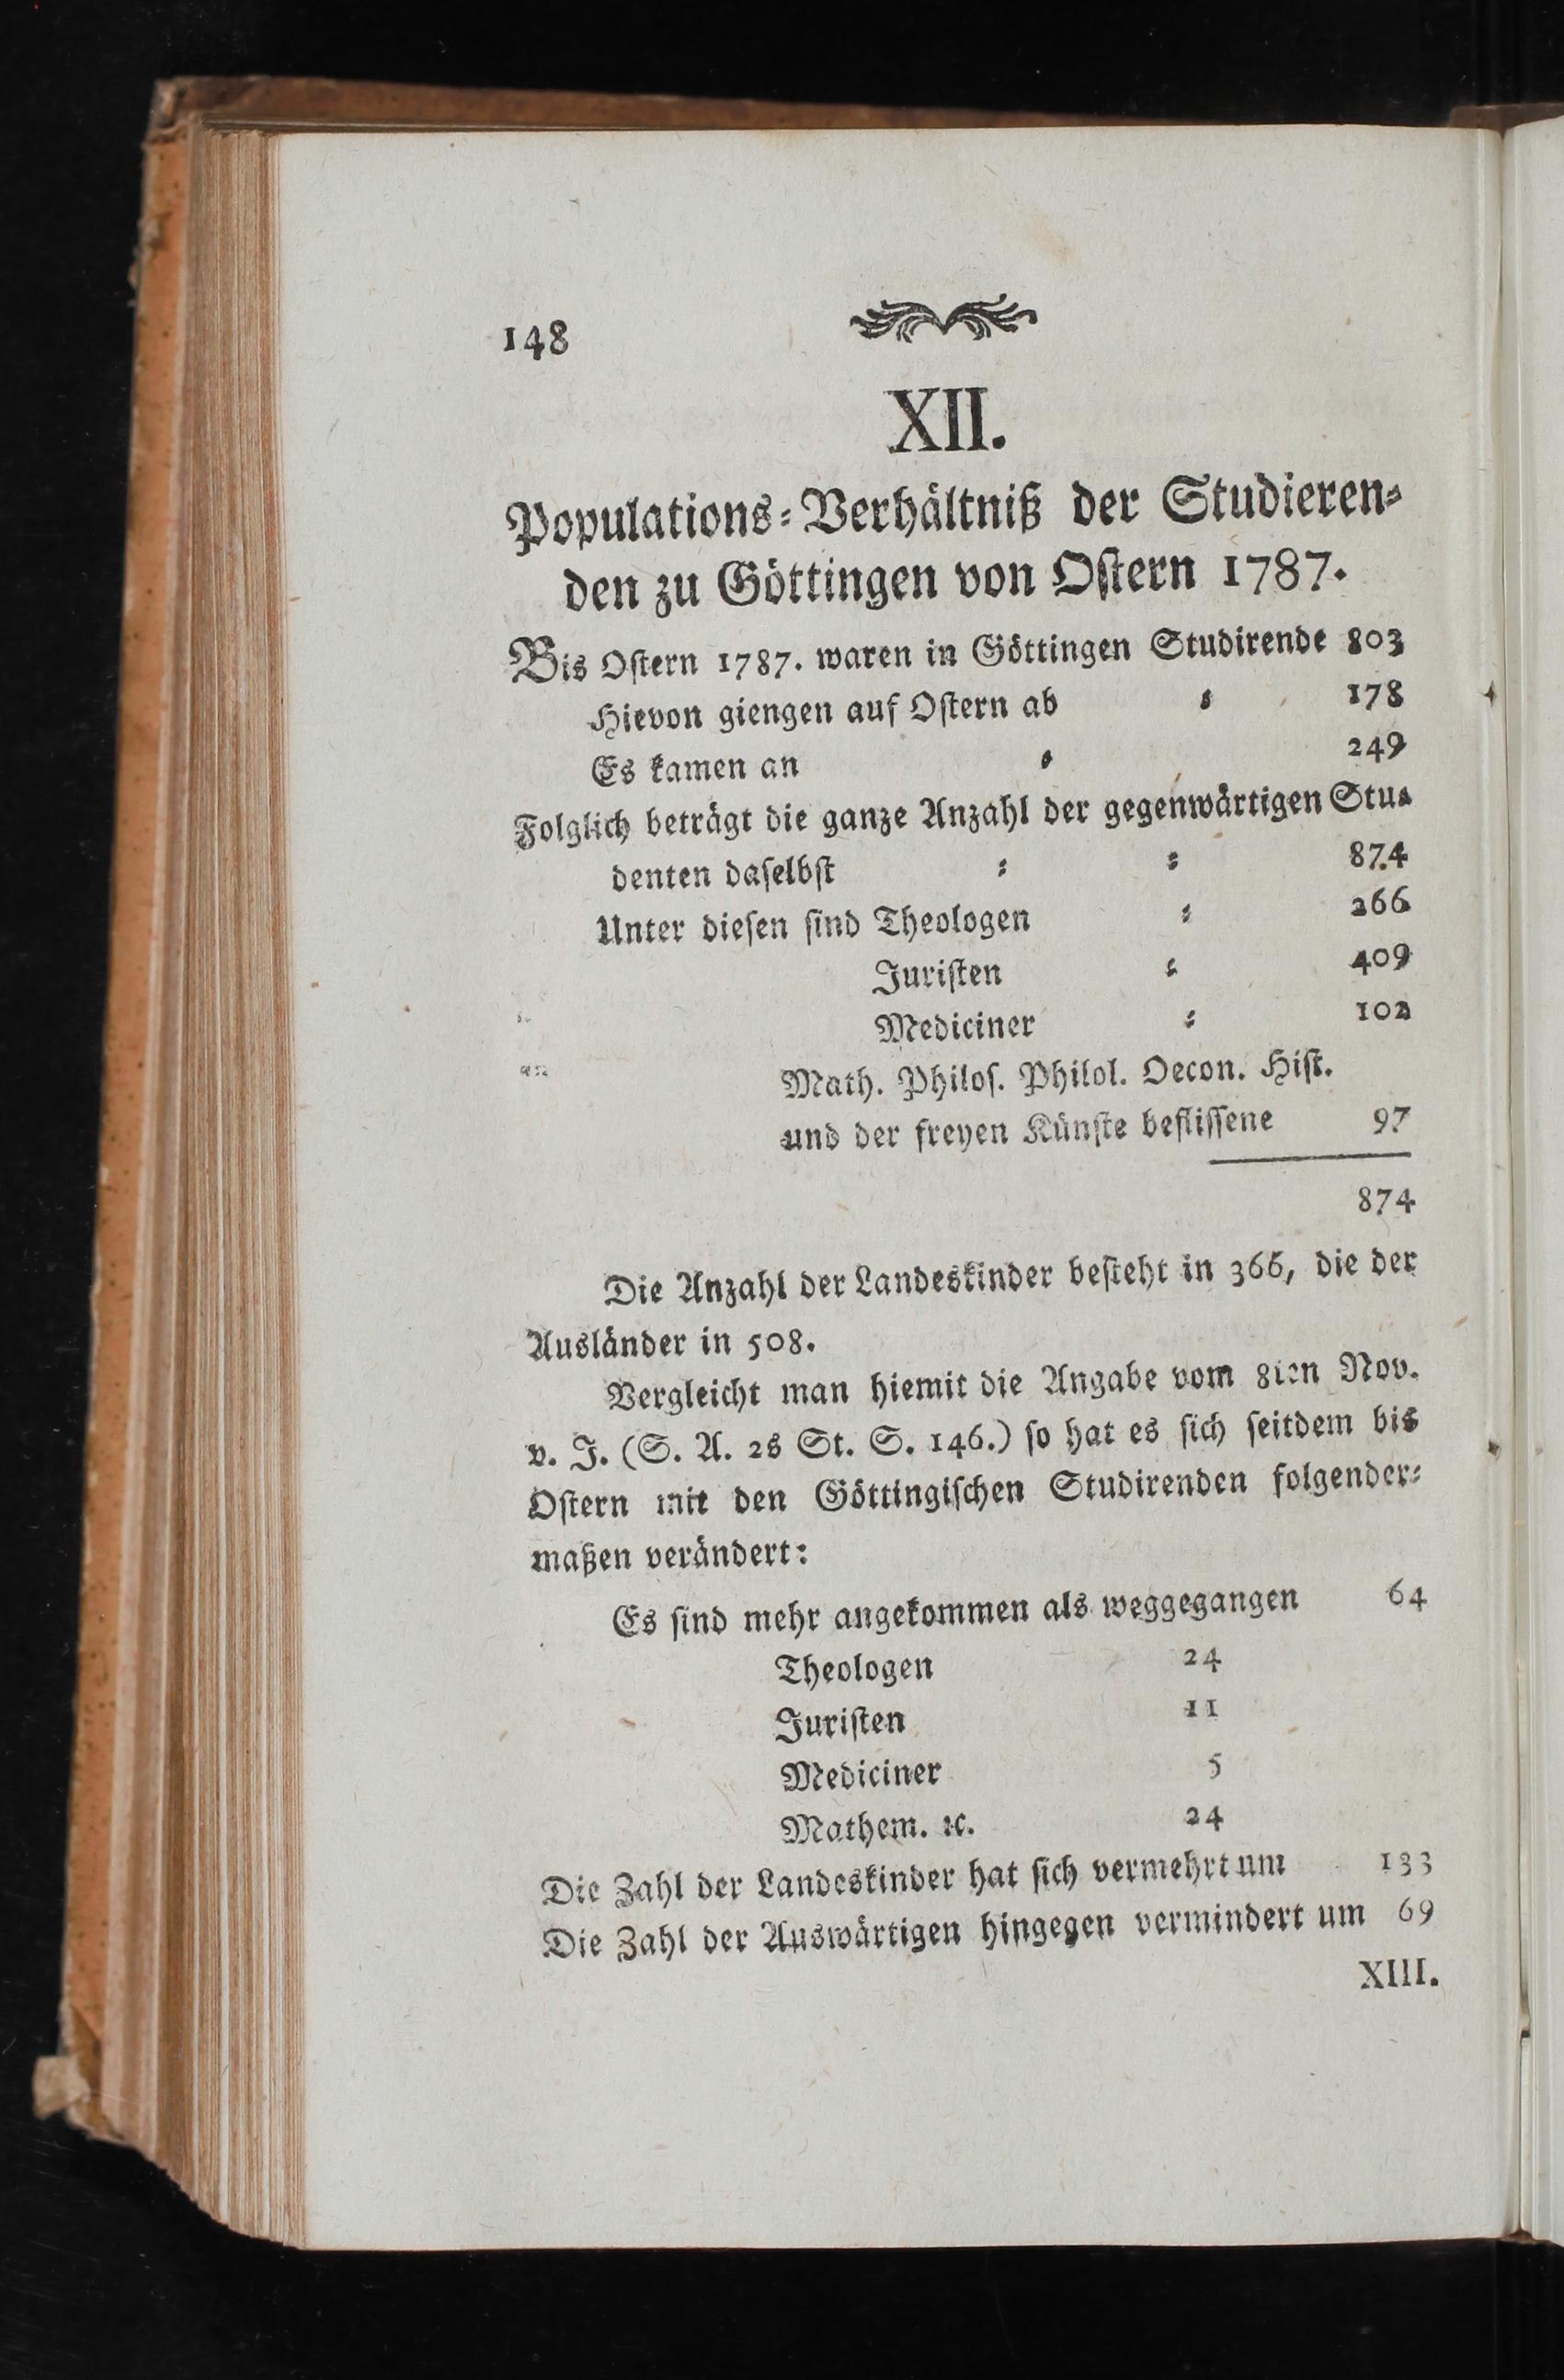 148
XII.
Populations=Verhältniß der Studieren=
den zu Göttingen von Oſtern 1787.
Bis Oſtern 1787. waren in Göttingen Studirende 803
Hievon giengen auf Oſtern ab = 178
Es kamen an = 249
Folglich beträgt die ganze Anzahl der gegenwärtigen Stu=
denten daſelbſt = = 874
Unter dieſen ſind Theologen = 266
Juriſten = 409
Mediciner = 102
Math. Philoſ. Philol. Oecon. Hiſt.
und der freyen Künſte befliſſene 97
874
Die Anzahl der Landeskinder beſteht in 366, die der
Ausländer in 508.
Vergleicht man hiemit die Angabe vom 8ten Nov.
v. J. (S. A. 2s St. S. 146.) ſo hat es ſich ſeitdem bis
Oſtern mit den Göttingiſchen Studirenden folgender=
maßen verändert:
Es ſind mehr angekommen als weggegangen 64
Theologen 24
Juriſten 11
Mediciner 5
Mathem. ꝛc. 24
Die Zahl der Landeskinder hat ſich vermehrt um 133
Die Zahl der Auswärtigen hingegen vermindert um 69
XIII.